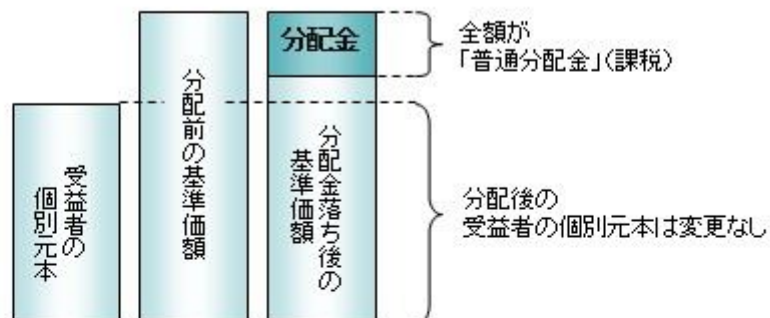 受益者の
個別元本
分配前の基準価額
分配金
分配金落ち後の
基準価額
全額が
「普通分配金」(課税)
分配後の
受益者の個別元本は変更なし